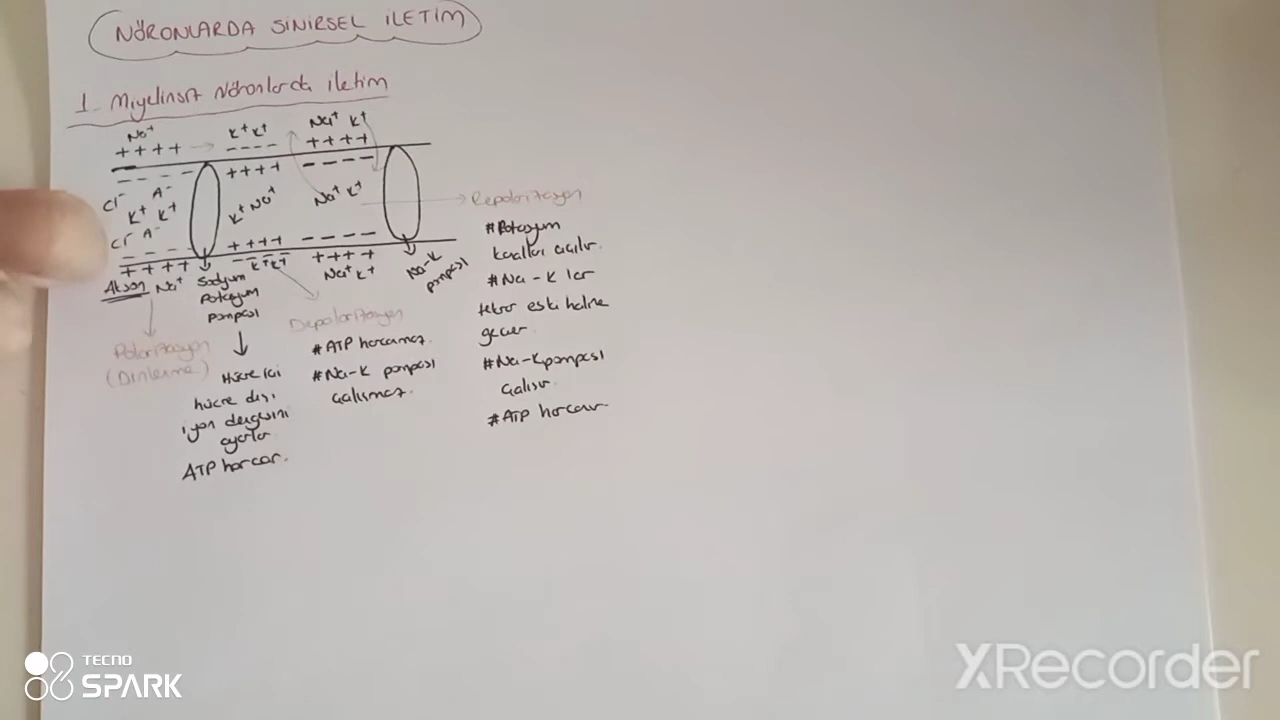 NÖRONLARDA SİNİRSEL İLETİM
1- Miyelinsiz Nöronlarda iletim
Na⁺ K⁺ K⁺ Na⁺ K⁺
++++ ---- ++++
---- ++++ ----
Cl⁻ A⁻
K⁺ K⁺ K⁺ Na⁺ Na⁺ K⁺
Cl⁻ A⁻
---- ++++ ----
++++ ---- ++++
Akson Na⁺ K⁺ K⁺ Na⁺ K⁺
Sodyum
Potasyum
pompası
Na-K
pompası
Polarizasyon
(Dinlenme)
Hücre içi
hücre dışı
iyon dengesini
ayarlar
ATP harcar.
Depolarizasyon
#ATP harcamaz.
#Na-K pompası
çalışmaz.
Repolarizasyon
#Potasyum
kanalları açılır.
#Na-K lar
tekrar eski haline
geçer.
#Na-K pompası
çalışır.
#ATP harcanır
TECNO
SPARK
XRecorder